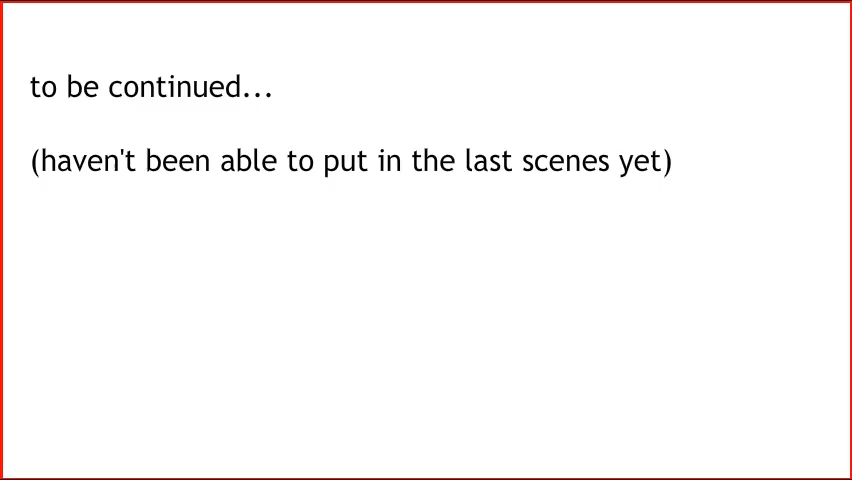 to be continued...
(haven't been able to put in the last scenes yet)